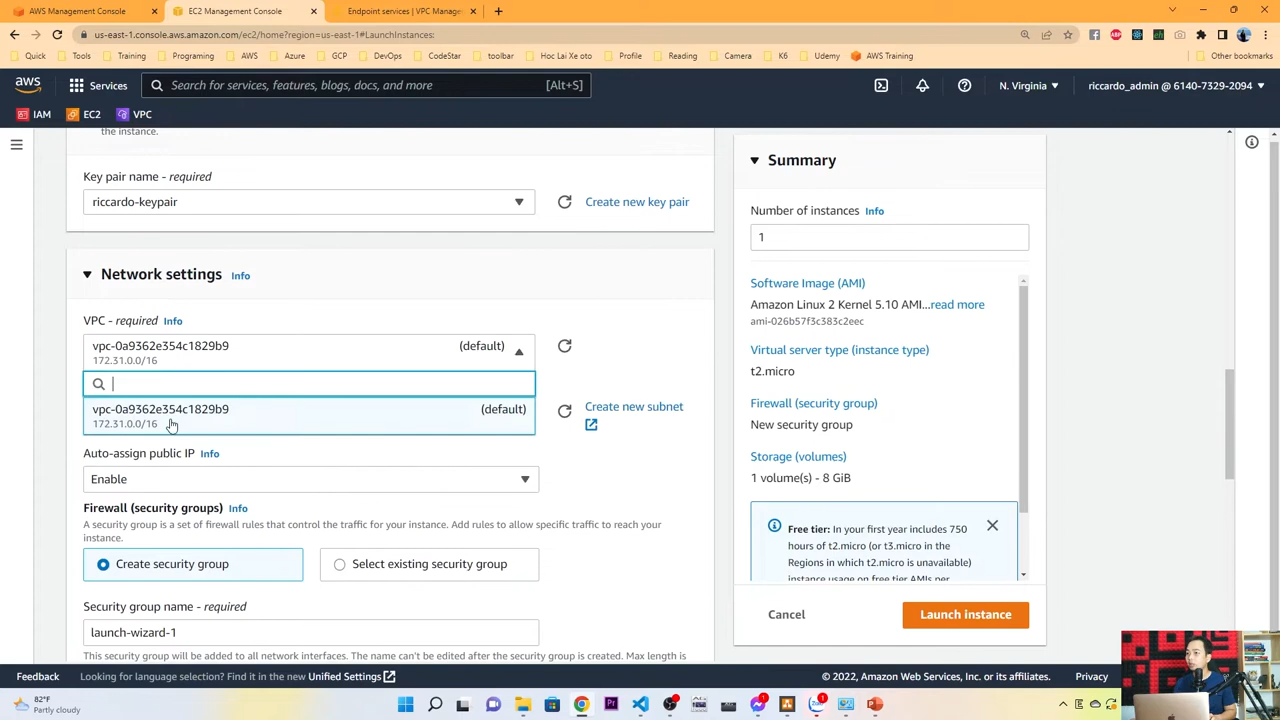 AWS Management Console
EC2 Management Console
Endpoint services | VPC Manager
us-east-1.console.aws.amazon.com/ec2/home?region=us-east-1#LaunchInstances:
Quick
Tools
Training
Programing
AWS
Azure
GCP
DevOps
CodeStar
toolbar
Hoc Lai Xe oto
Profile
Reading
Camera
K6
Udemy
AWS Training
Other bookmarks
aws
Services
Search for services, features, blogs, docs, and more
[Alt+S]
N. Virginia
riccardo_admin @ 6140-7329-2094
IAM
EC2
VPC
the instance.
Key pair name - required
riccardo-keypair
Create new key pair
Network settings Info
VPC - required Info
vpc-0a9362e354c1829b9 (default)
172.31.0.0/16
vpc-0a9362e354c1829b9 (default)
172.31.0.0/16
Create new subnet
Auto-assign public IP Info
Enable
Firewall (security groups) Info
A security group is a set of firewall rules that control the traffic for your instance. Add rules to allow specific traffic to reach your
instance.
Create security group
Select existing security group
Security group name - required
launch-wizard-1
This security group will be added to all network interfaces. The name can't be edited after the security group is created. Max length is
Summary
Number of instances Info
1
Software Image (AMI)
Amazon Linux 2 Kernel 5.10 AMI...read more
ami-026b57f3c383c2eec
Virtual server type (instance type)
t2.micro
Firewall (security group)
New security group
Storage (volumes)
1 volume(s) - 8 GiB
Free tier: In your first year includes 750
hours of t2.micro (or t3.micro in the
Regions in which t2.micro is unavailable)
instance usage on free tier AMIs per
Cancel
Launch instance
Feedback
Looking for language selection? Find it in the new Unified Settings
© 2022, Amazon Web Services, Inc. or its affiliates.
Privacy
82°F
Partly cloudy